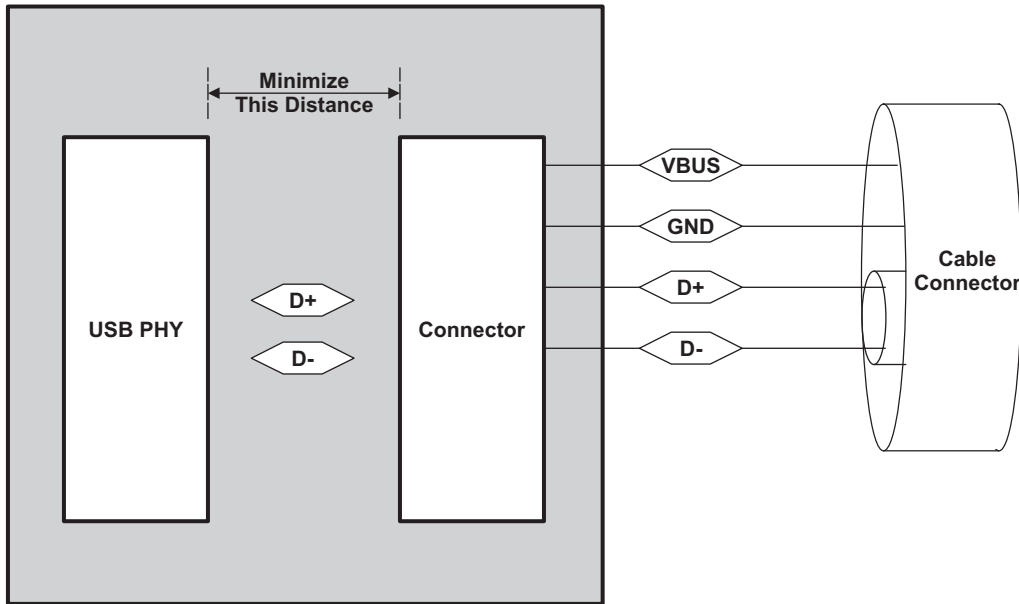 Minimize
This Distance
USB PHY
D+
D-
Connector
VBUS
GND
D+
D-
Cable
Connector